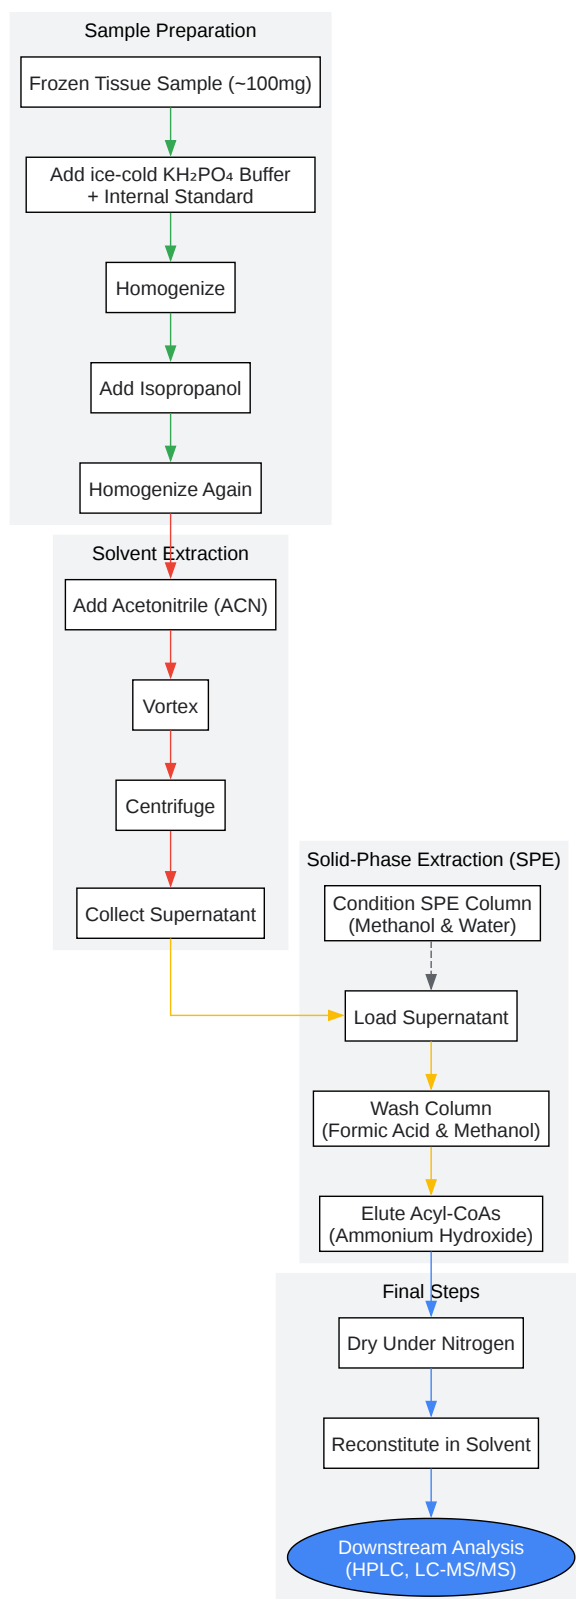 Sample Preparation
Frozen Tissue Sample (~100mg)
Add ice-cold KH₂PO₄ Buffer
+ Internal Standard
Homogenize
Add Isopropanol
Homogenize Again
Solvent Extraction
Add Acetonitrile (ACN)
Vortex
Centrifuge
Collect Supernatant
Solid-Phase Extraction (SPE)
Condition SPE Column
(Methanol & Water)
Load Supernatant
Wash Column
(Formic Acid & Methanol)
Elute Acyl-CoAs
(Ammonium Hydroxide)
Final Steps
Dry Under Nitrogen
Reconstitute in Solvent
Downstream Analysis
(HPLC, LC-MS/MS)